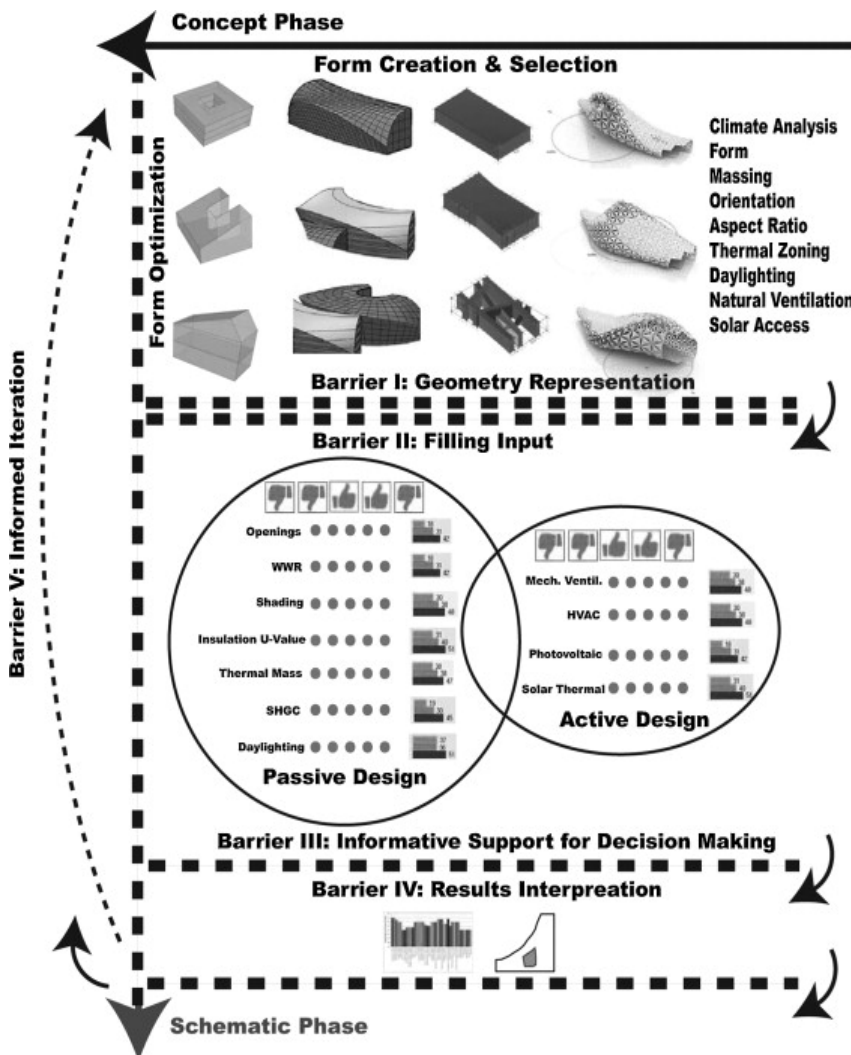 Concept Phase
Form Creation & Selection
Climate Analysis
Form
Massing
Orientation
Aspect Ratio
Thermal Zoning
Daylighting
Natural Ventilation
Solar Access
Form Optimization
Barrier I: Geometry Representation
Barrier II: Filling Input
Barrier V: Informed Iteration
Openings
WWR
Shading
Insulation U-Value
Thermal Mass
SHGC
Daylighting
Passive Design
Mech. Ventil.
HVAC
Photovoltaic
Solar Thermal
Active Design
Barrier III: Informative Support for Decision Making
Barrier IV: Results Interpreation
Schematic Phase